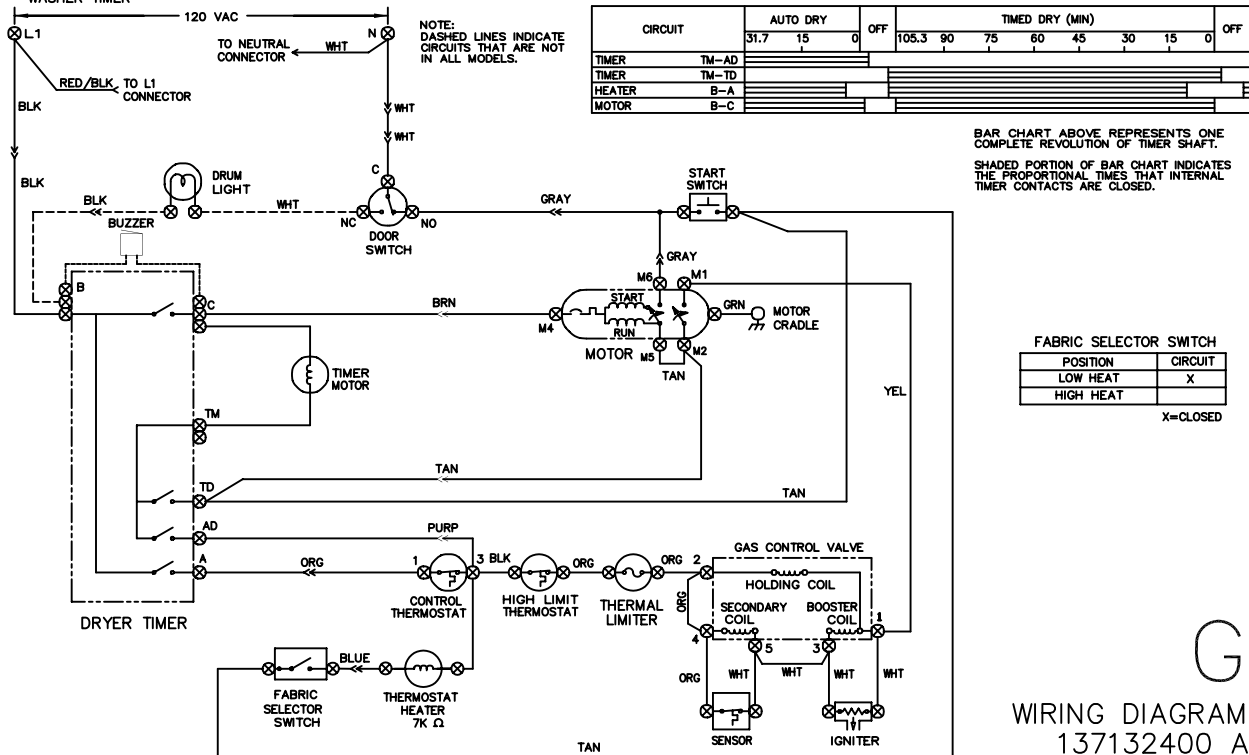 WASHER TIMER
120 VAC
L1
N
TO NEUTRAL
CONNECTOR
WHT
NOTE:
DASHED LINES INDICATE
CIRCUITS THAT ARE NOT
IN ALL MODELS.
RED/BLK
TO L1
CONNECTOR
BLK
WHT
WHT
BLK
CIRCUIT
AUTO DRY
OFF
TIMED DRY (MIN)
OFF
31.7 15 0
105.3 90 75 60 45 30 15 0
TIMER TM-AD
TIMER TM-TD
HEATER B-A
MOTOR B-C
BAR CHART ABOVE REPRESENTS ONE
COMPLETE REVOLUTION OF TIMER SHAFT.
SHADED PORTION OF BAR CHART INDICATES
THE PROPORTIONAL TIMES THAT INTERNAL
TIMER CONTACTS ARE CLOSED.
DRUM
LIGHT
C
START
SWITCH
BLK
WHT
NC
NO
GRAY
DOOR
SWITCH
BUZZER
B
C
GRAY
M6
M1
BRN
M4
START
RUN
GRN
MOTOR
CRADLE
MOTOR
M5
M2
TAN
TIMER
MOTOR
YEL
FABRIC SELECTOR SWITCH
POSITION CIRCUIT
LOW HEAT X
HIGH HEAT
X=CLOSED
TM
TAN
TD
TAN
AD
PURP
A
ORG
1
3
BLK
ORG
ORG
2
GAS CONTROL VALVE
HOLDING COIL
CONTROL
THERMOSTAT
HIGH LIMIT
THERMOSTAT
THERMAL
LIMITER
ORG
SECONDARY
COIL
BOOSTER
COIL
1
4
5
3
DRYER TIMER
BLUE
ORG
WHT
WHT
WHT
WHT
FABRIC
SELECTOR
SWITCH
THERMOSTAT
HEATER
7K Ω
SENSOR
IGNITER
TAN
G
WIRING DIAGRAM
137132400 A